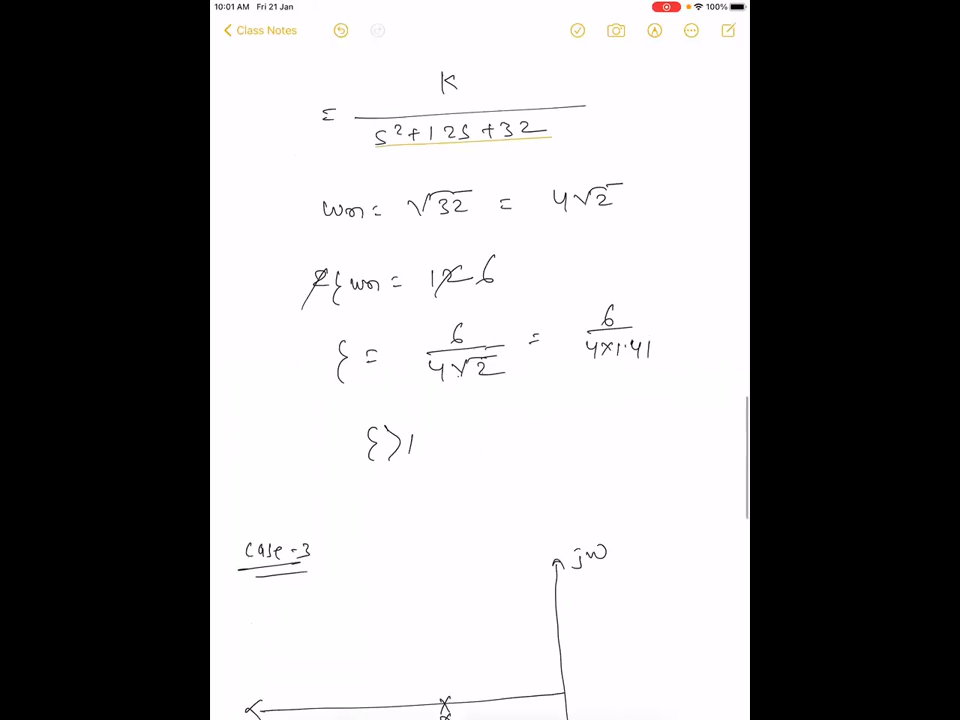 10:01 AM Fri 21 Jan 100%
Class Notes
= K / s²+12s+32
ωn = √32 = 4√2
2ξωn = 12 6
ξ = 6 / 4√2 = 6 / 4×1.41
ξ>1
Case-3
jω